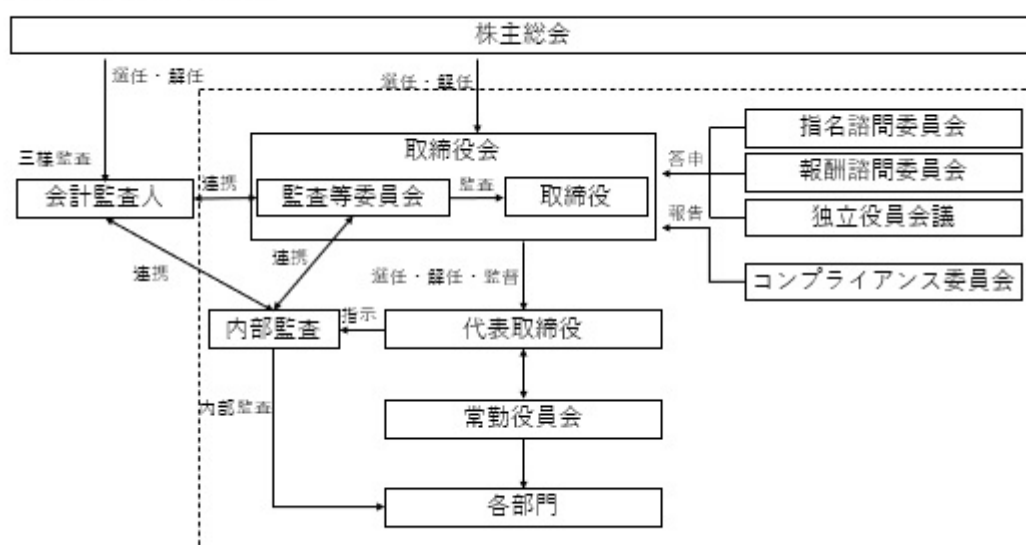 株主総会
選任・解任
選任・解任
指名諮問委員会
取締役会
答申
三様監査
報酬諮問委員会
会計監査人
連携
監査等委員会
監査
取締役
報告
独立役員会議
連携
連携
選任・解任・監督
コンプライアンス委員会
内部監査
指示
代表取締役
内部監査
常勤役員会
各部門